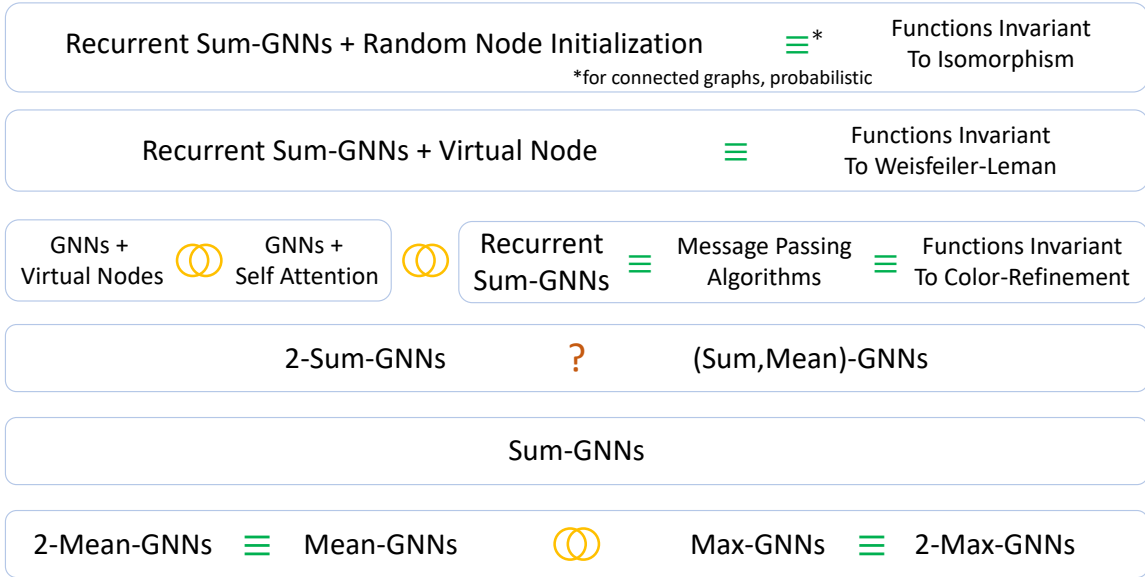 Recurrent Sum-GNNs + Random Node Initialization ≡* Functions Invariant
To Isomorphism
*for connected graphs, probabilistic
Recurrent Sum-GNNs + Virtual Node ≡ Functions Invariant
To Weisfeiler-Leman
GNNs +
Virtual Nodes
GNNs +
Self Attention
Recurrent
Sum-GNNs
≡
Message Passing
Algorithms
≡
Functions Invariant
To Color-Refinement
2-Sum-GNNs ? (Sum,Mean)-GNNs
Sum-GNNs
2-Mean-GNNs ≡ Mean-GNNs Max-GNNs ≡ 2-Max-GNNs